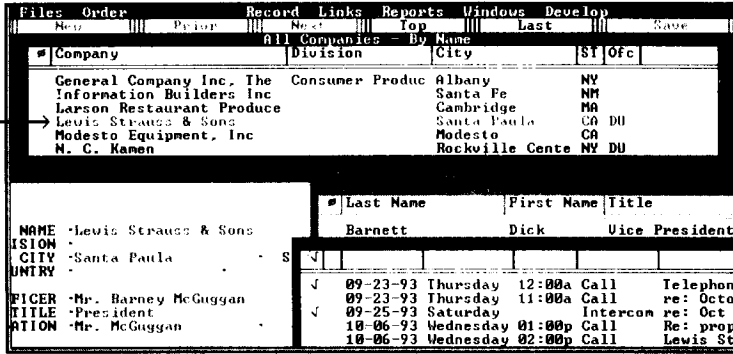 Files Order Record Links Reports Windows Develop
New Prior Next Top Last Save
All Companies - By Name
# Company Division City ST Ofc
General Company Inc, The Consumer Produc Albany NY
Information Builders Inc Santa Fe NM
Larson Restaurant Produce Cambridge MA
Lewis Strauss & Sons Santa Paula CA DU
Modesto Equipment, Inc Modesto CA
N. C. Kamen Rockville Cente NY DU
# Last Name First Name Title
Barnett Dick Vice President
NAME Lewis Strauss & Sons
ISION
CITY Santa Paula S
UNTRY
FICER Mr. Barney McGuggan
TITLE President
ATION Mr. McGuggan
√
√ 09-23-93 Thursday 12:00a Call Telephon
09-23-93 Thursday 11:00a Call re: Octo
√ 09-25-93 Saturday Intercom re: Oct
10-06-93 Wednesday 01:00p Call Re: prop
10-06-93 Wednesday 02:00p Call Lewis St